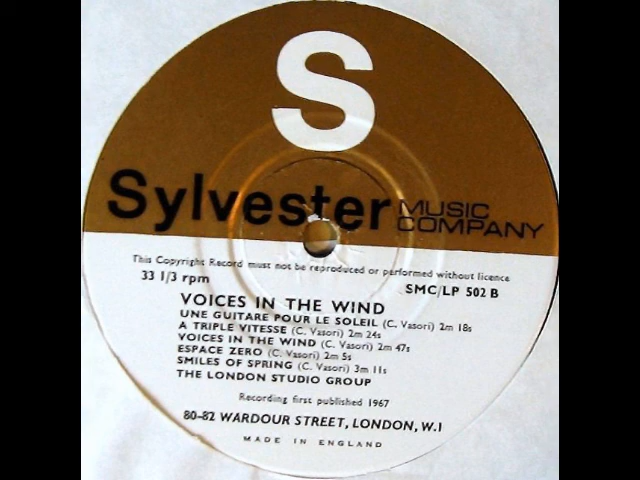 S
Sylvester MUSIC COMPANY
This Copyright Record must not be reproduced or performed without licence
33 1/3 rpm
SMC/LP 502 B
VOICES IN THE WIND
UNE GUITARE POUR LE SOLEIL (C. Vasori) 2m 18s
A TRIPLE VITESSE (C. Vasori) 2m 24s
VOICES IN THE WIND (C. Vasori) 2m 47s
ESPACE ZERO (C. Vasori) 2m 5s
SMILES OF SPRING (C. Vasori) 3m 11s
THE LONDON STUDIO GROUP
Recording first published 1967
80-82 WARDOUR STREET, LONDON, W.1
MADE IN ENGLAND